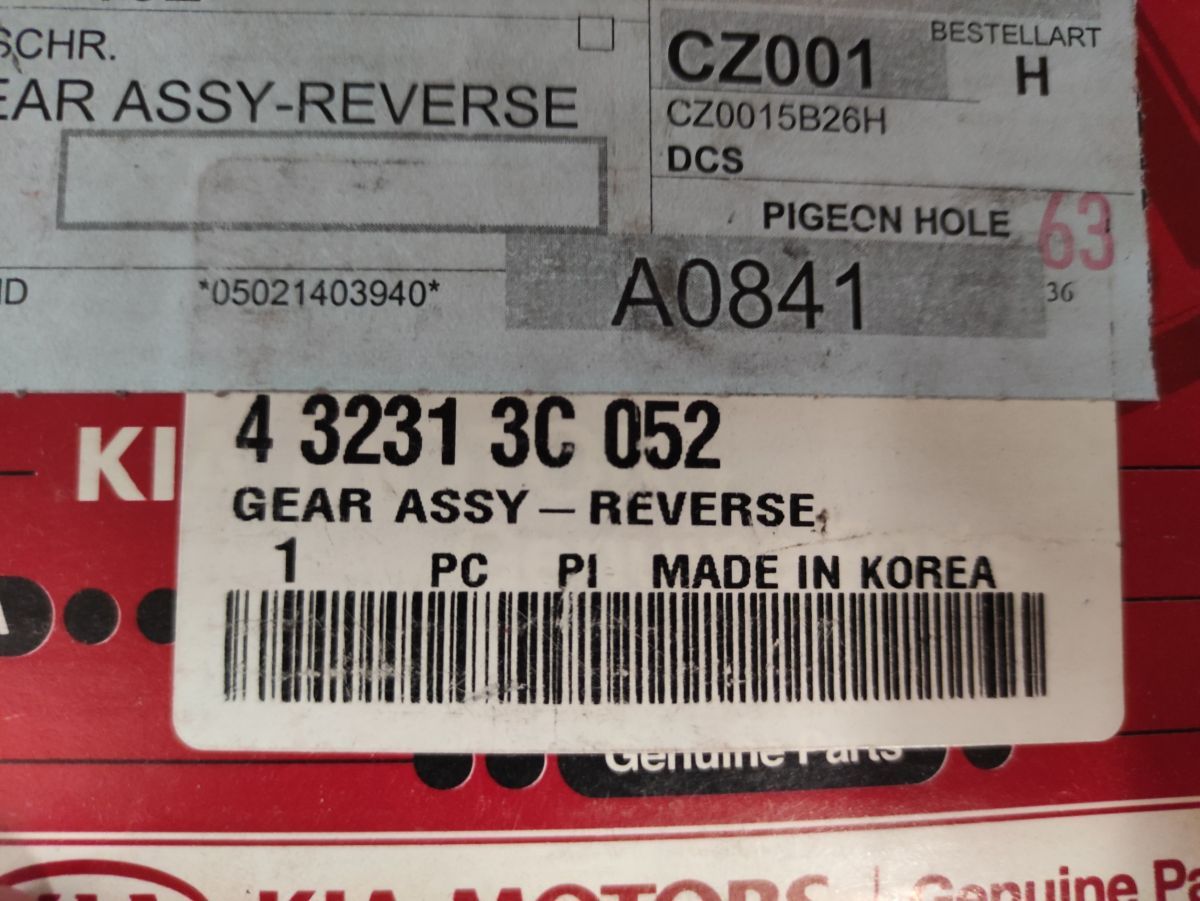 SCHR.
EAR ASSY-REVERSE
CZ001
BESTELLART
H
CZ0015B26H
DCS
PIGEON HOLE
63
ID
*05021403940*
A0841
36
4 3231 3C 052
KI
GEAR ASSY-REVERSE
1 PC PI MADE IN KOREA
A
Genuine Parts
KIA MOTORS | Genuine Pa